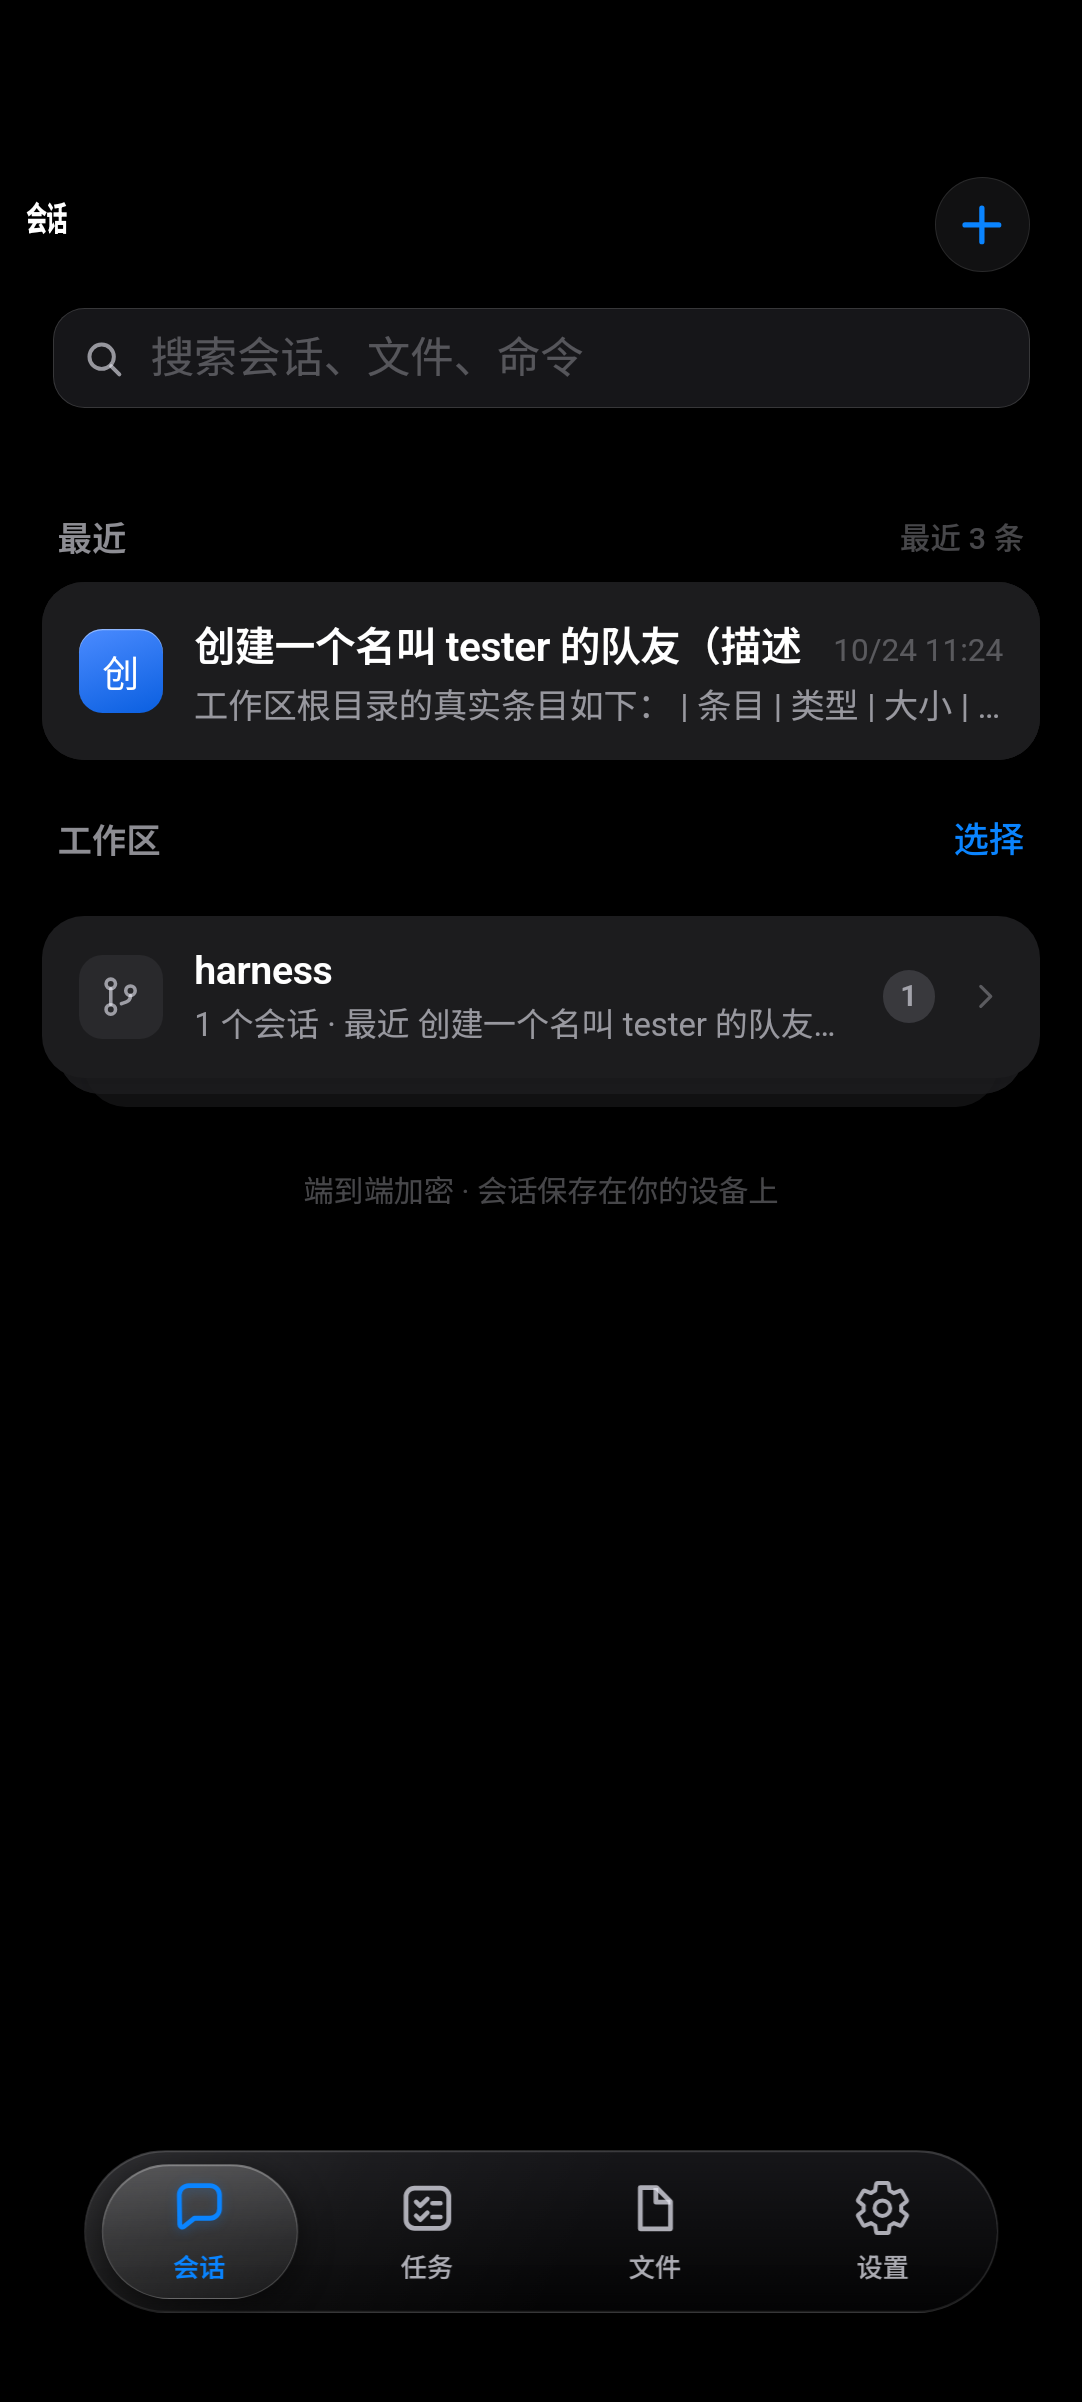 会话
搜索会话、文件、命令
最近
最近 3 条
创
创建一个名叫 tester 的队友（描述
10/24 11:24
工作区根目录的真实条目如下： | 条目 | 类型 | 大小 | ...
工作区
选择
harness
1 个会话 · 最近 创建一个名叫 tester 的队友...
1
端到端加密 · 会话保存在你的设备上
会话
任务
文件
设置